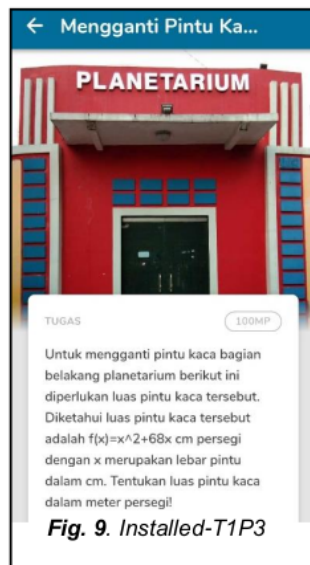 ← Mengganti Pintu Ka...
PLANETARIUM
TUGAS
100MP
Untuk mengganti pintu kaca bagian
belakang planetarium berikut ini
diperlukan luas pintu kaca tersebut.
Diketahui luas pintu kaca tersebut
adalah f(x)=x^2+68x cm persegi
dengan x merupakan lebar pintu
dalam cm. Tentukan luas pintu kaca
dalam meter persegi!
Fig. 9. Installed-T1P3